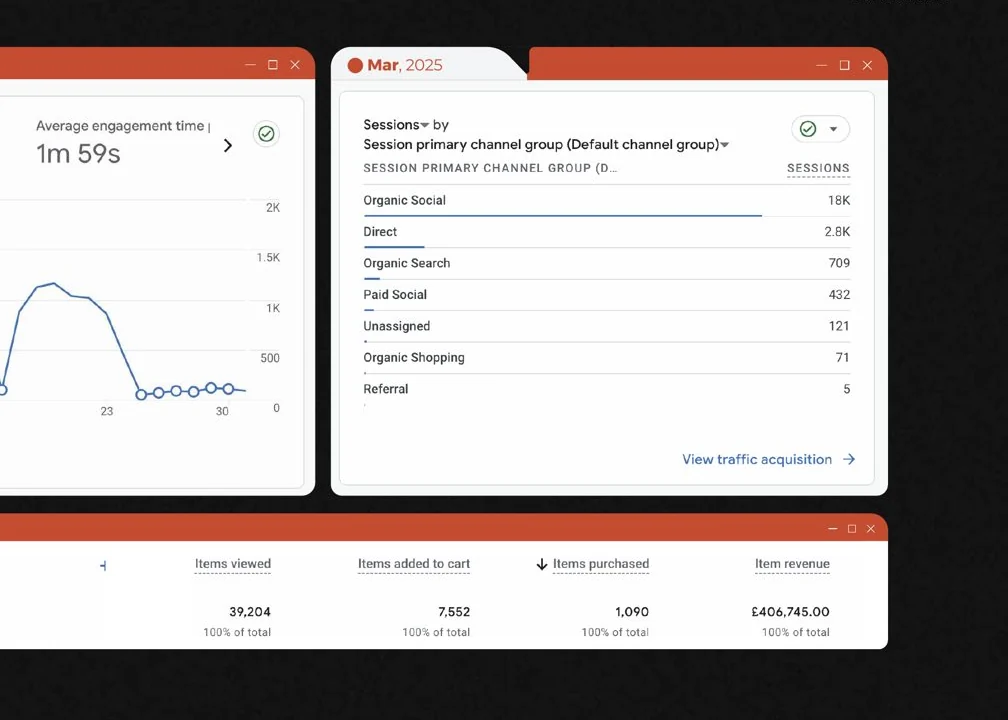 Mar, 2025
Average engagement time
1m 59s
2K
1.5K
1K
500
0
23
30
Sessions by
Session primary channel group (Default channel group)
SESSION PRIMARY CHANNEL GROUP (D...
SESSIONS
Organic Social
18K
Direct
2.8K
Organic Search
709
Paid Social
432
Unassigned
121
Organic Shopping
71
Referral
5
View traffic acquisition
Items viewed
Items added to cart
Items purchased
Item revenue
39,204
7,552
1,090
£406,745.00
100% of total
100% of total
100% of total
100% of total